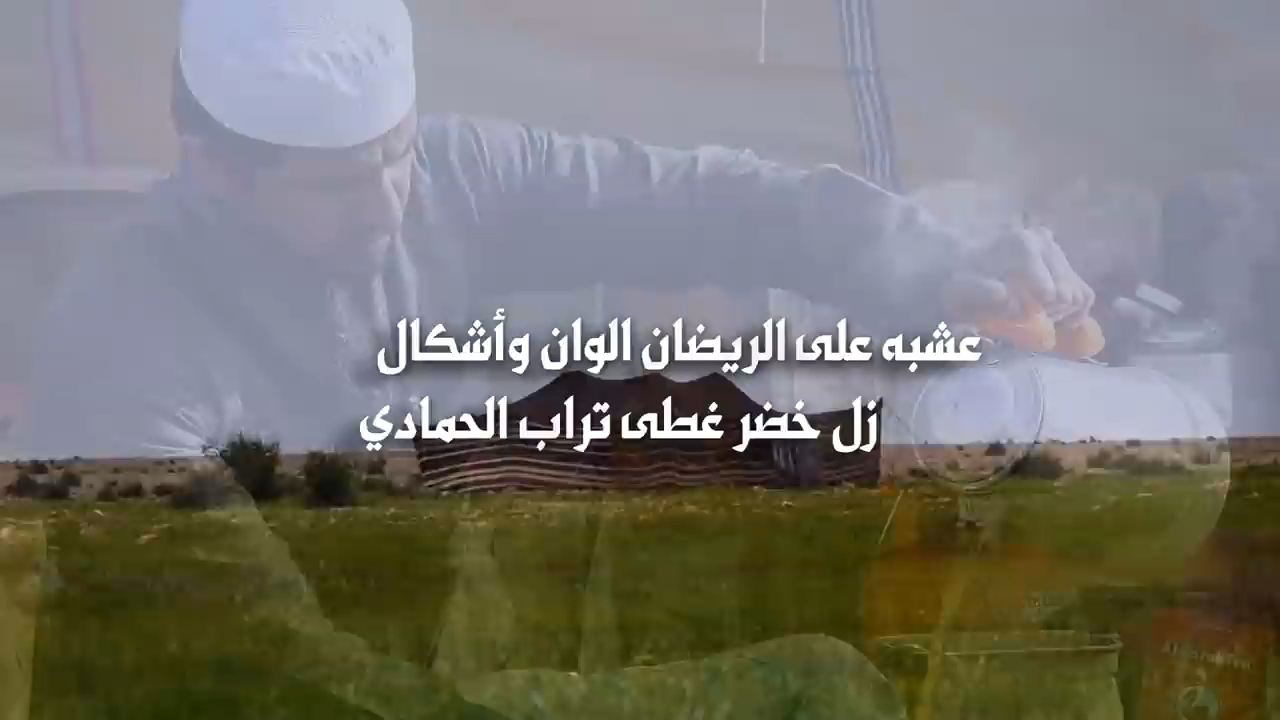 عشبه على الريضان الوان وأشكال
زل خضر غطى تراب الحمادي